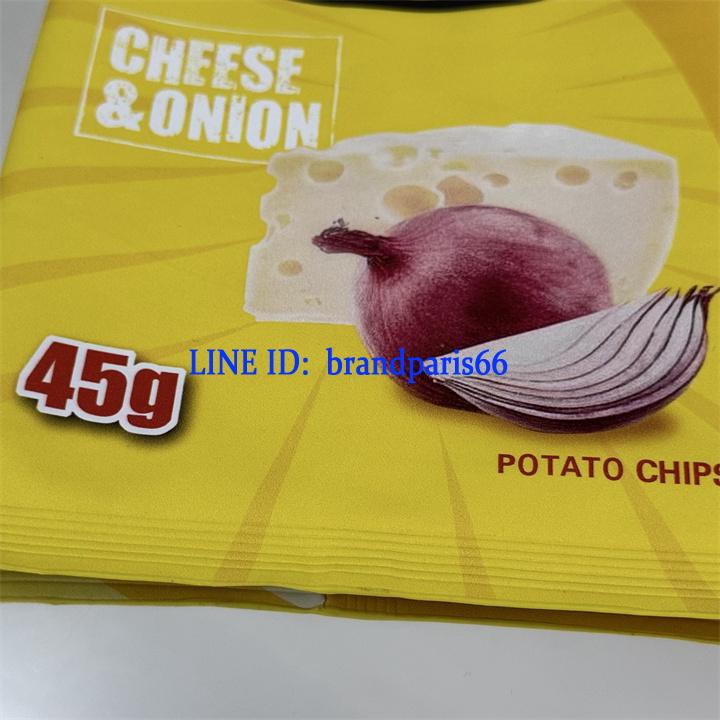 CHEESE
& ONION
45g
LINE ID: brandparis66
POTATO CHIPS